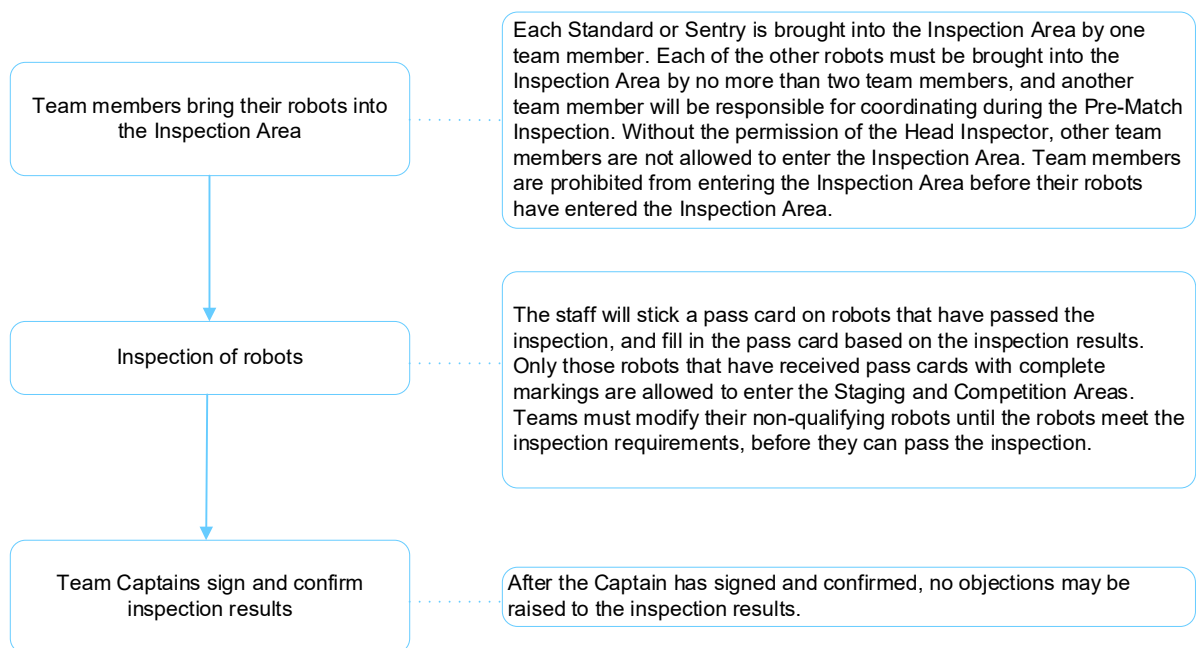 Team members bring their robots into
the Inspection Area
Each Standard or Sentry is brought into the Inspection Area by one
team member. Each of the other robots must be brought into the
Inspection Area by no more than two team members, and another
team member will be responsible for coordinating during the Pre-Match
Inspection. Without the permission of the Head Inspector, other team
members are not allowed to enter the Inspection Area. Team members
are prohibited from entering the Inspection Area before their robots
have entered the Inspection Area.
Inspection of robots
The staff will stick a pass card on robots that have passed the
inspection, and fill in the pass card based on the inspection results.
Only those robots that have received pass cards with complete
markings are allowed to enter the Staging and Competition Areas.
Teams must modify their non-qualifying robots until the robots meet the
inspection requirements, before they can pass the inspection.
Team Captains sign and confirm
inspection results
After the Captain has signed and confirmed, no objections may be
raised to the inspection results.